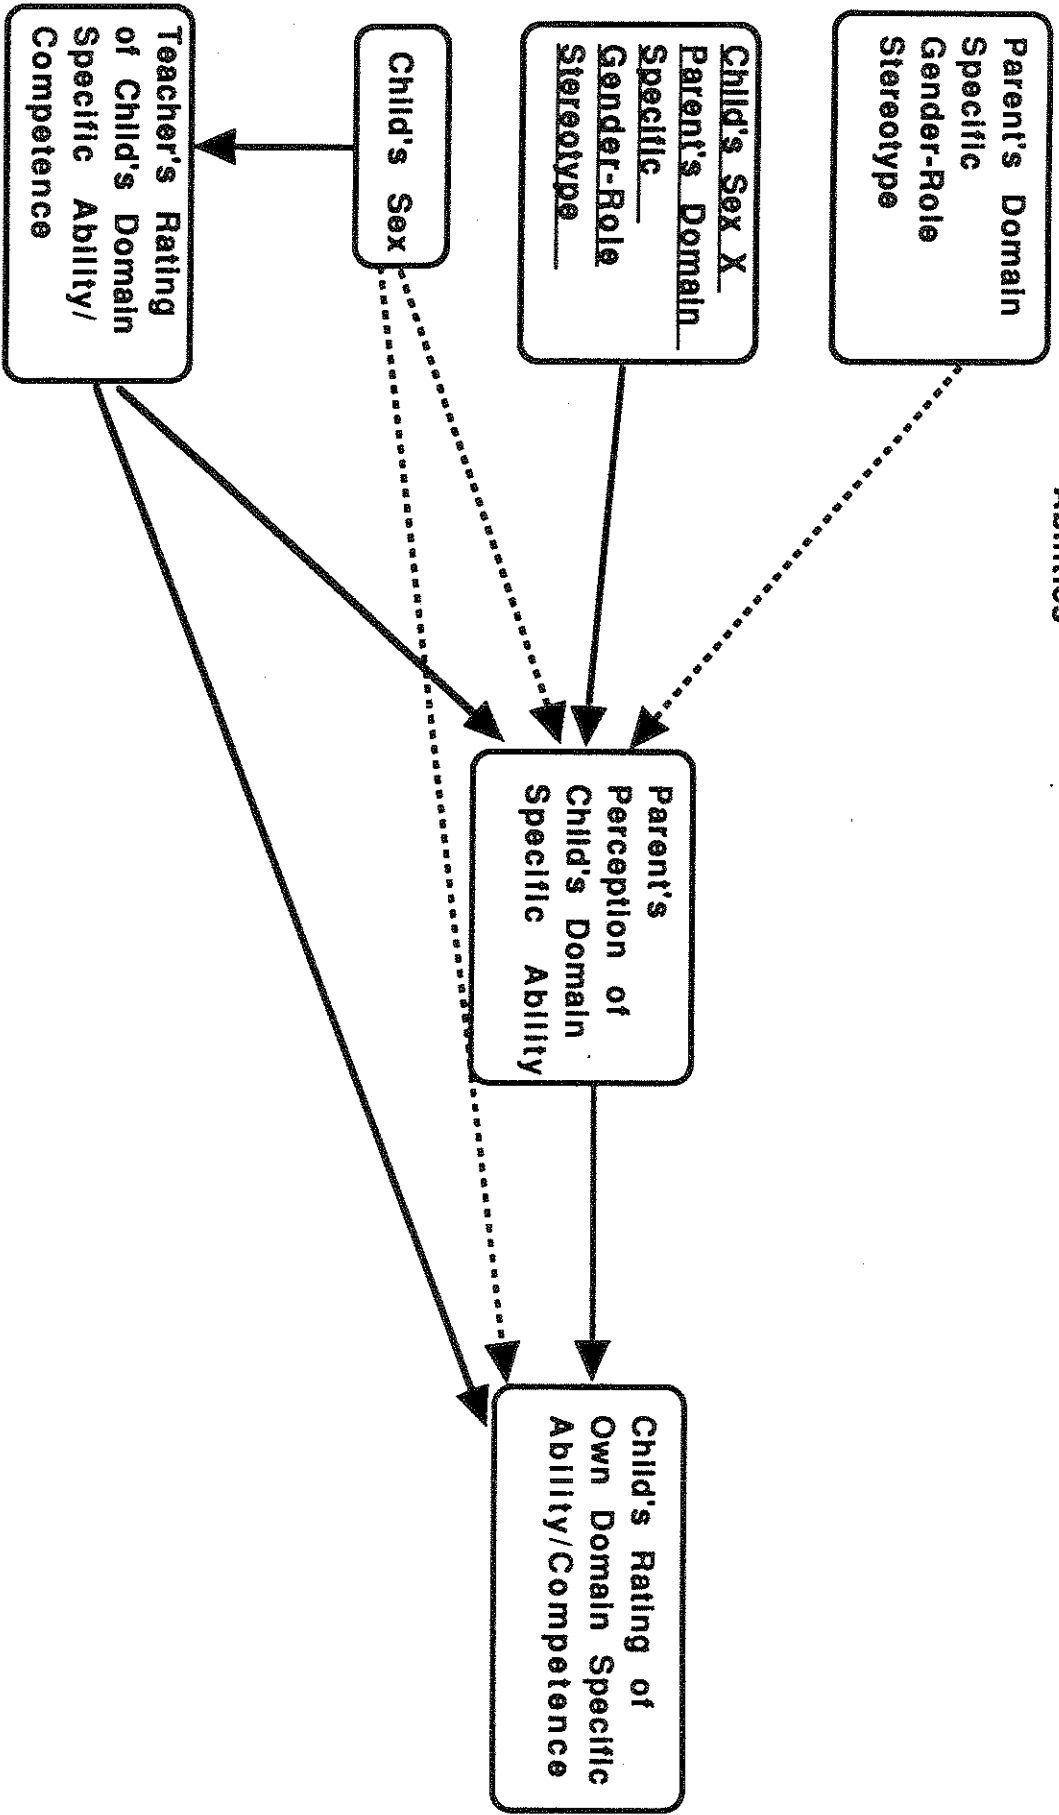 Parent's Domain
Specific
Gender-Role
Stereotype
Child's Sex X
Parent's Domain
Specific
Gender-Role
Stereotype
Child's Sex
Teacher's Rating
of Child's Domain
Specific Ability/
Competence
Parent's
Perception of
Child's Domain
Specific Ability
Child's Rating of
Own Domain Specific
Ability/Competence